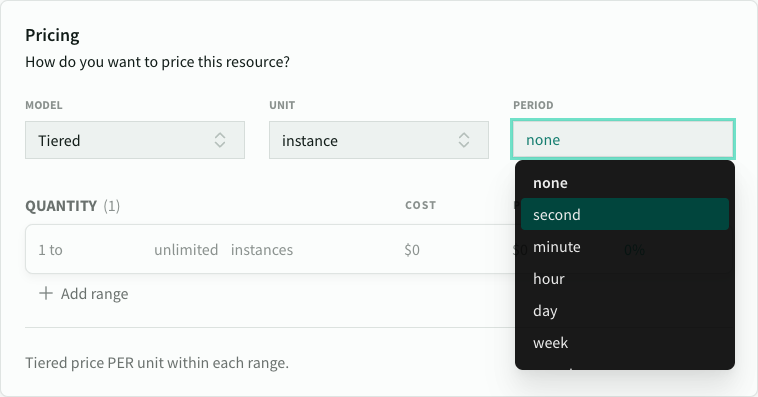 Pricing
How do you want to price this resource?
MODEL UNIT PERIOD
Tiered instance none
none
second
minute
hour
day
week
QUANTITY (1) COST
1 to unlimited instances $0 $0 0%
Add range
Tiered price PER unit within each range.